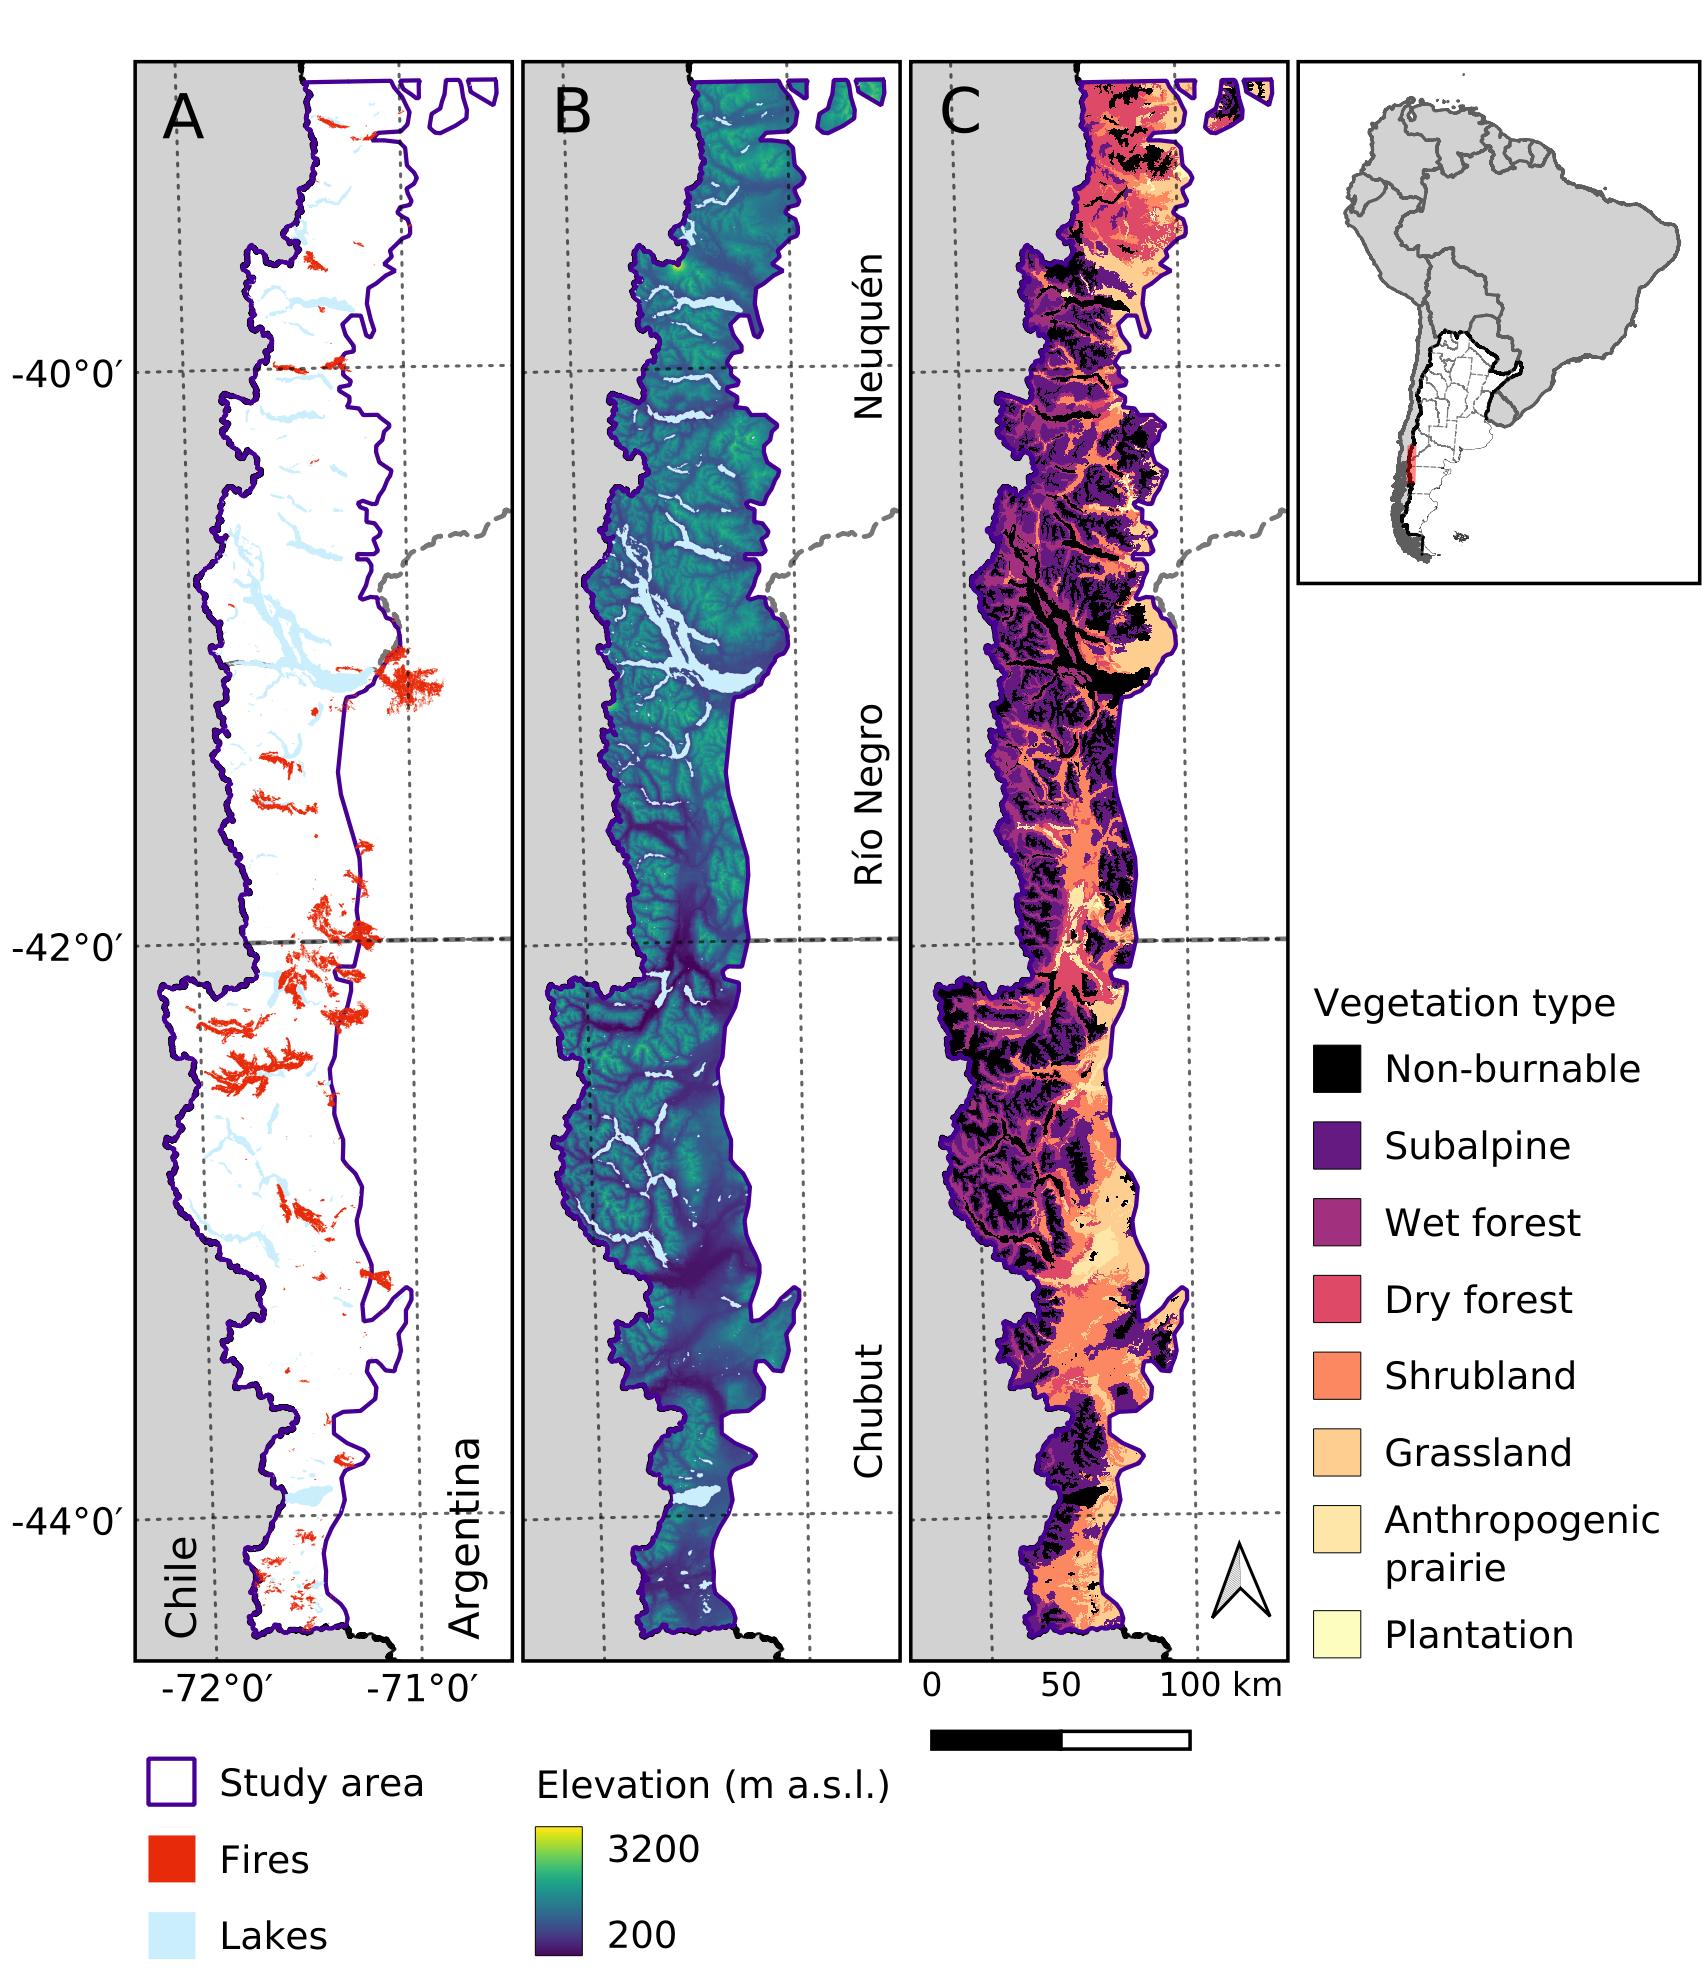 A
B
C
Neuquén
Río Negro
Chubut
Chile
Argentina
-40°0′
-42°0′
-44°0′
-72°0′
-71°0′
0
50
100 km
Vegetation type
Non-burnable
Subalpine
Wet forest
Dry forest
Shrubland
Grassland
Anthropogenic
prairie
Plantation
Study area
Fires
Lakes
Elevation (m a.s.l.)
3200
200